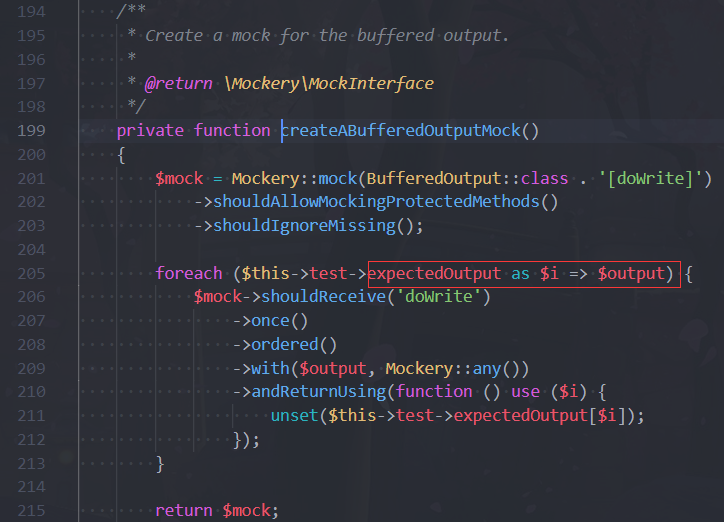 194 /**
195 * Create a mock for the buffered output.
196 *
197 * @return \Mockery\MockInterface
198 */
199 private function createABufferedOutputMock()
200 {
201 $mock = Mockery::mock(BufferedOutput::class . '[doWrite]')
202 ->shouldAllowMockingProtectedMethods()
203 ->shouldIgnoreMissing();
204
205 foreach ($this->test->expectedOutput as $i => $output) {
206 $mock->shouldReceive('doWrite')
207 ->once()
208 ->ordered()
209 ->with($output, Mockery::any())
210 ->andReturnUsing(function () use ($i) {
211 unset($this->test->expectedOutput[$i]);
212 });
213 }
214
215 return $mock;